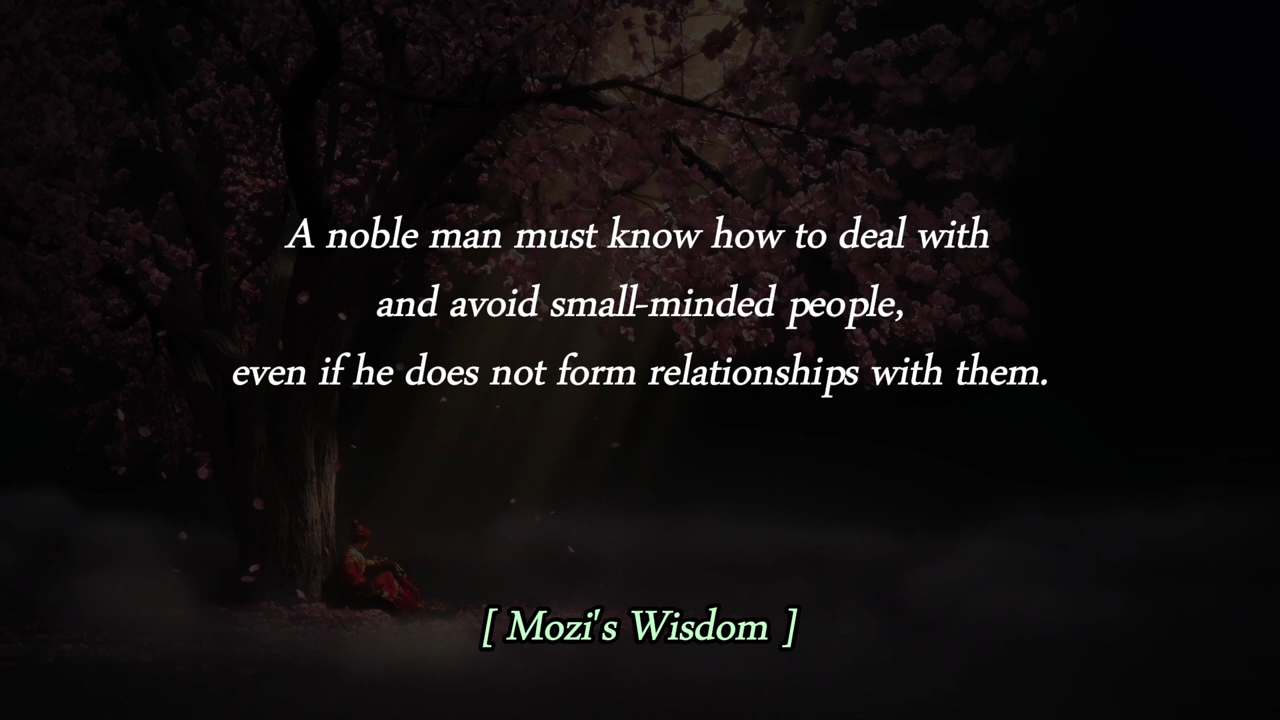 A noble man must know how to deal with
and avoid small-minded people,
even if he does not form relationships with them.
[ Mozi's Wisdom ]